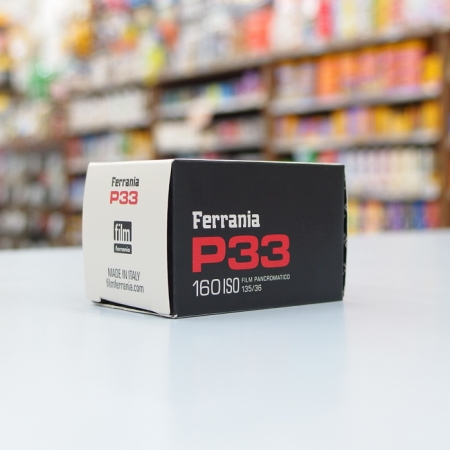 Ferrania
P33
film
ferrania
MADE IN ITALY
filmferrania.com
Ferrania
P33
160 ISO FILM PANCROMATICO
135/36